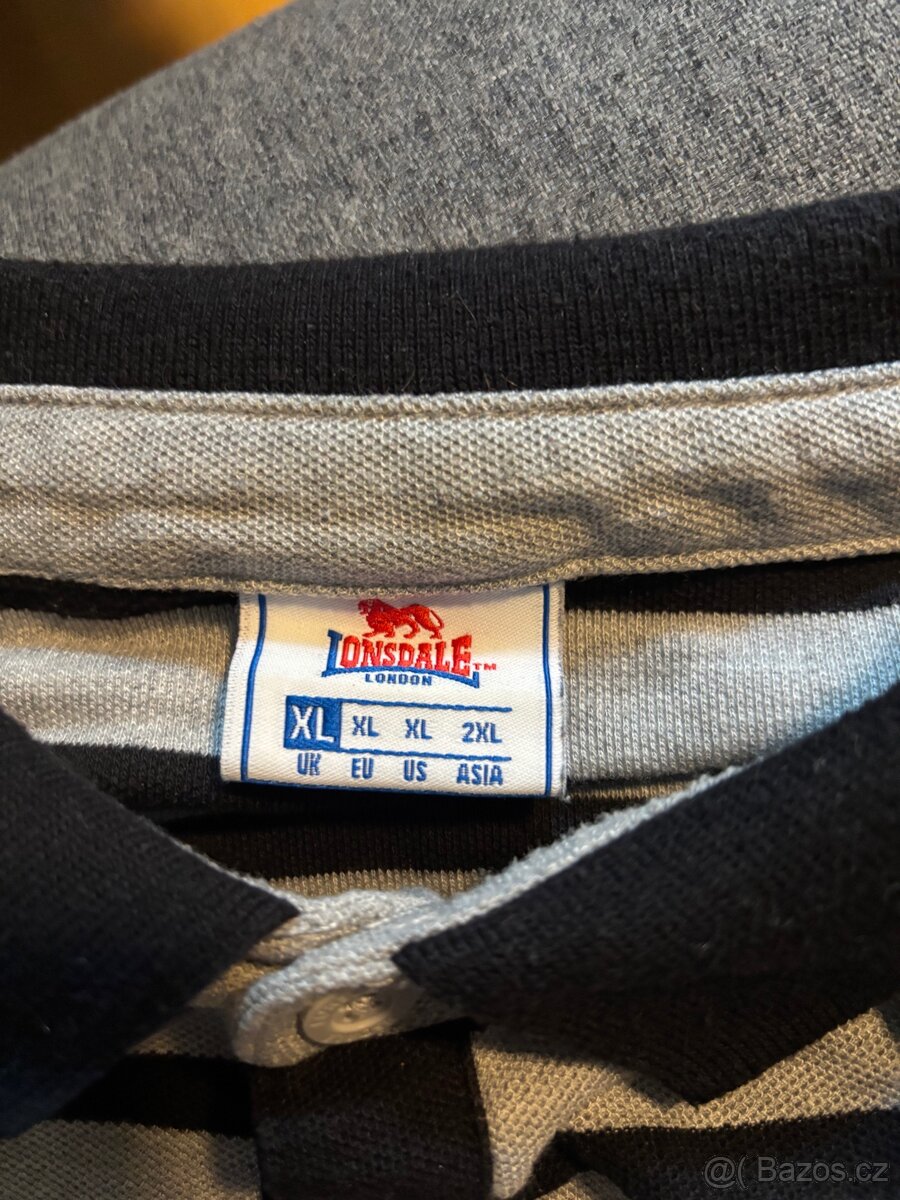 LONSDALE™
LONDON
XL XL XL 2XL
UK EU US ASIA
@( Bazos.cz